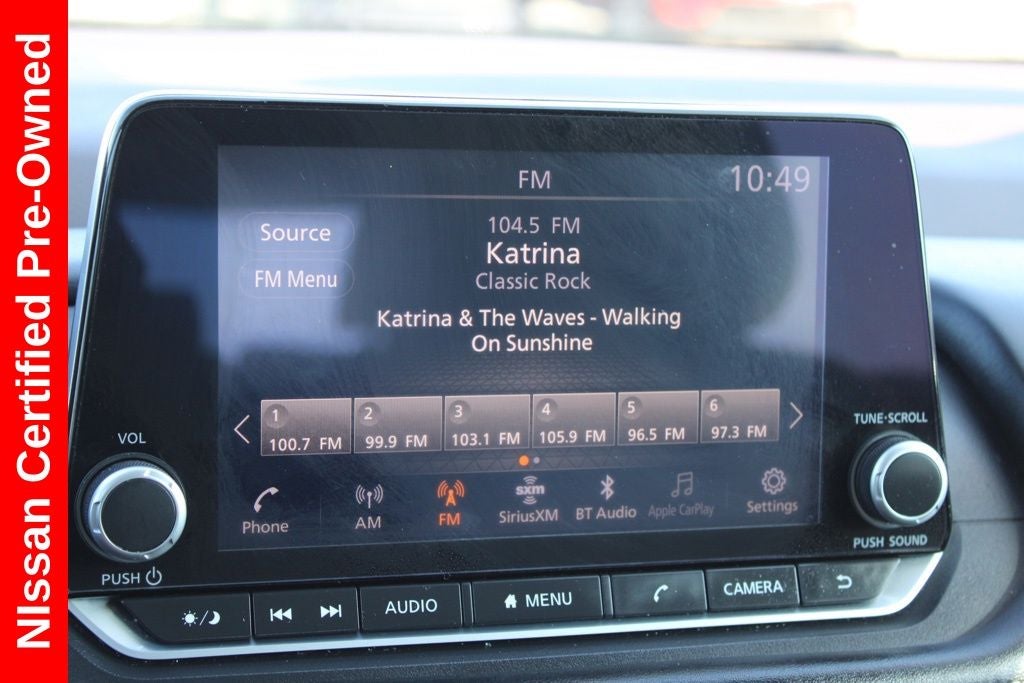 NIssan Certified Pre-Owned
FM
10:49
Source
FM Menu
104.5 FM
Katrina
Classic Rock
Katrina & The Waves - Walking
On Sunshine
1
100.7 FM
2
99.9 FM
3
103.1 FM
4
105.9 FM
5
96.5 FM
6
97.3 FM
Phone
AM
FM
sxm
SiriusXM
BT Audio
Apple CarPlay
Settings
VOL
PUSH
TUNE·SCROLL
PUSH SOUND
AUDIO
MENU
CAMERA